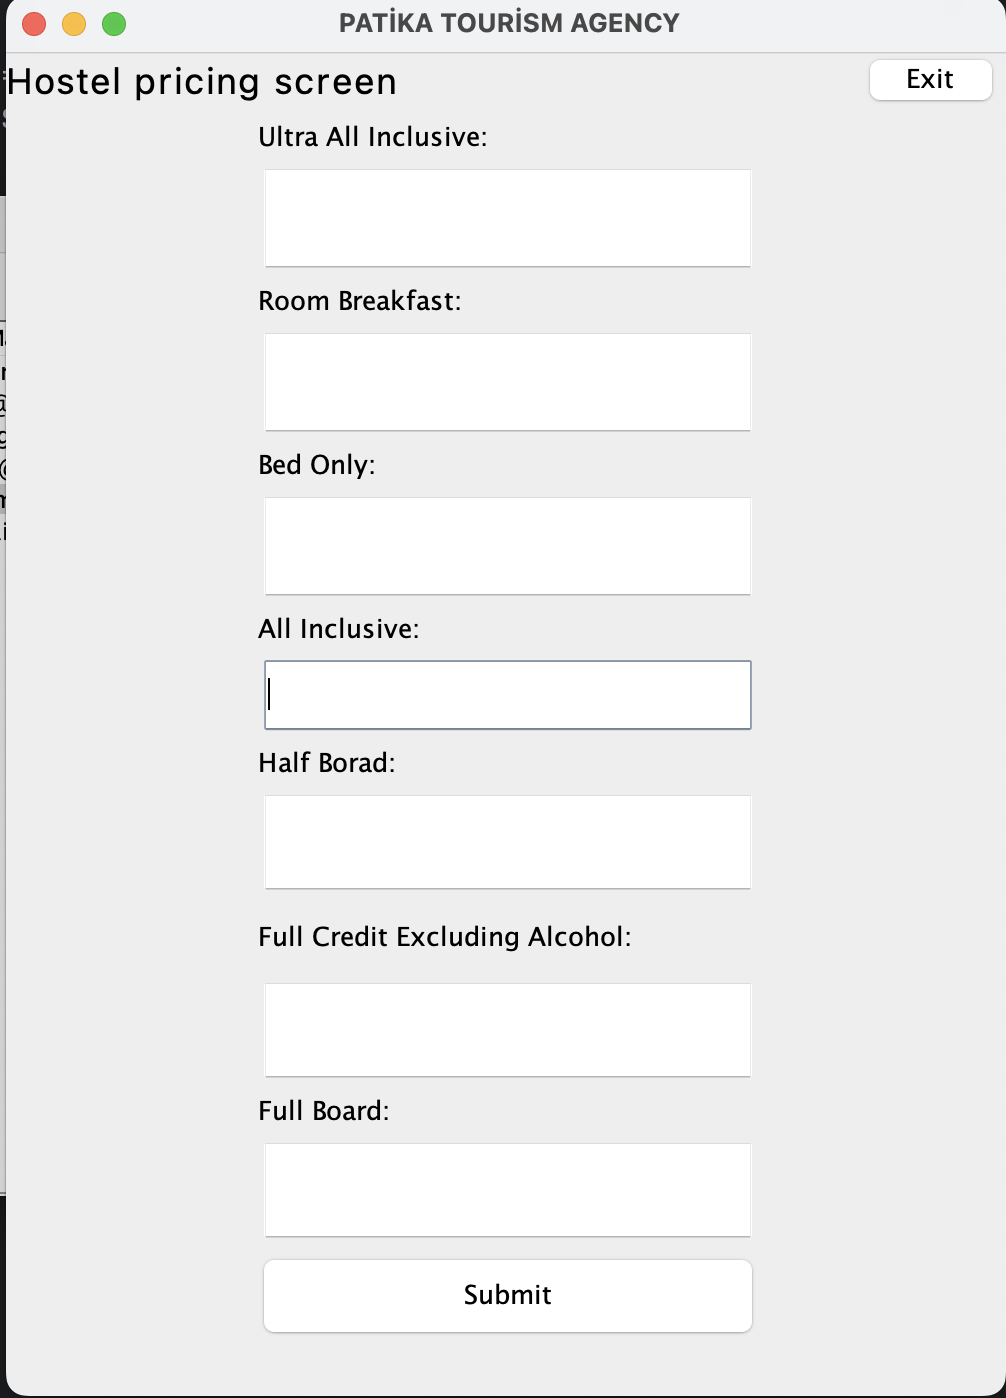 PATİKA TOURİSM AGENCY
Hostel pricing screen
Exit
Ultra All Inclusive:
Room Breakfast:
Bed Only:
All Inclusive:
Half Borad:
Full Credit Excluding Alcohol:
Full Board:
Submit